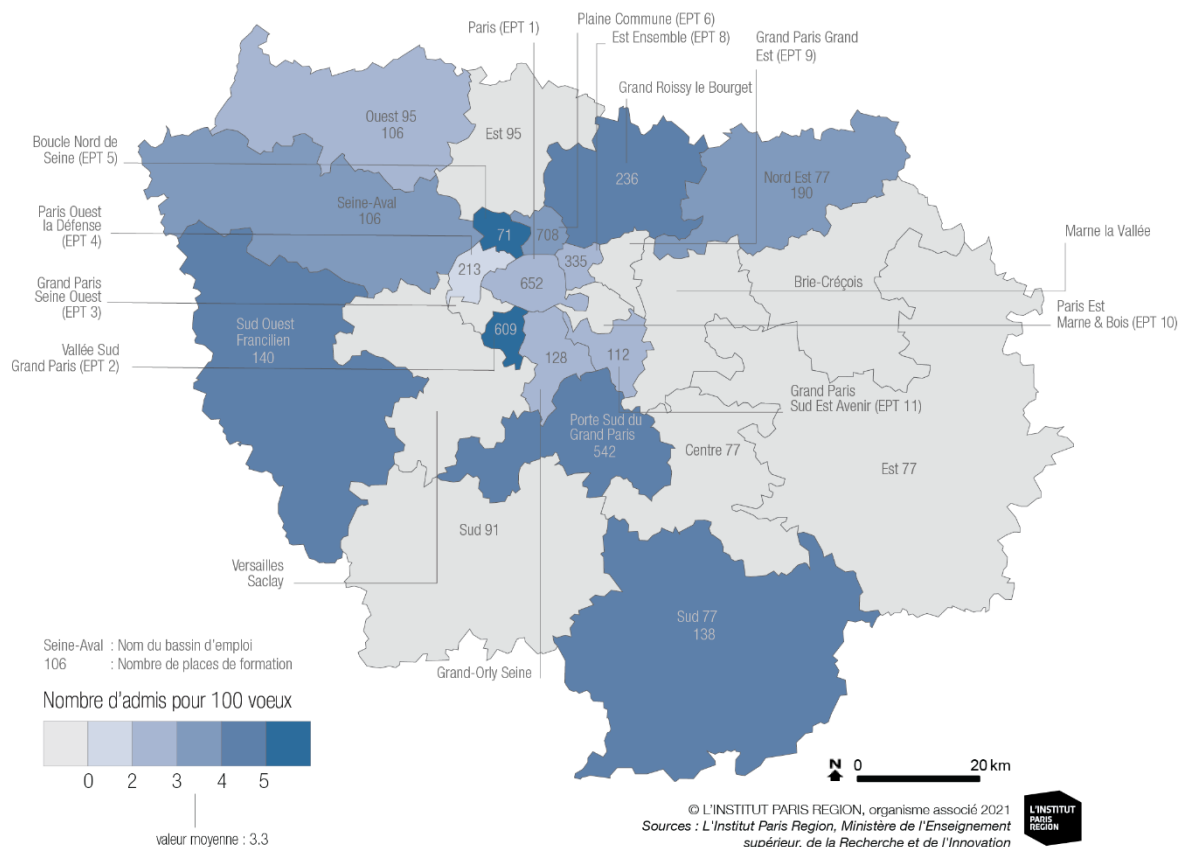 Plaine Commune (EPT 6)
Paris (EPT 1)
Est Ensemble (EPT 8)
Grand Paris Grand
Est (EPT 9)
Grand Roissy le Bourget
Ouest 95
106
Est 95
Boucle Nord de
Seine (EPT 5)
236
Nord Est 77
190
Seine-Aval
106
Paris Ouest
la Défense
(EPT 4)
71
708
Marne la Vallée
213
335
652
Grand Paris
Seine Ouest
(EPT 3)
Brie-Créçois
Paris Est
Marne & Bois (EPT 10)
Sud Ouest
Francilien
140
609
Vallée Sud
Grand Paris (EPT 2)
128
112
Grand Paris
Sud Est Avenir (EPT 11)
Porte Sud du
Grand Paris
542
Centre 77
Est 77
Sud 91
Versailles
Saclay
Sud 77
138
Grand-Orly Seine
Seine-Aval : Nom du bassin d'emploi
106 : Nombre de places de formation
Nombre d'admis pour 100 voeux
0 2 3 4 5
valeur moyenne : 3.3
N 0 20 km
© L'INSTITUT PARIS REGION, organisme associé 2021
Sources : L'Institut Paris Region, Ministère de l'Enseignement
supérieur, de la Recherche et de l'Innovation
L'INSTITUT
PARIS
REGION